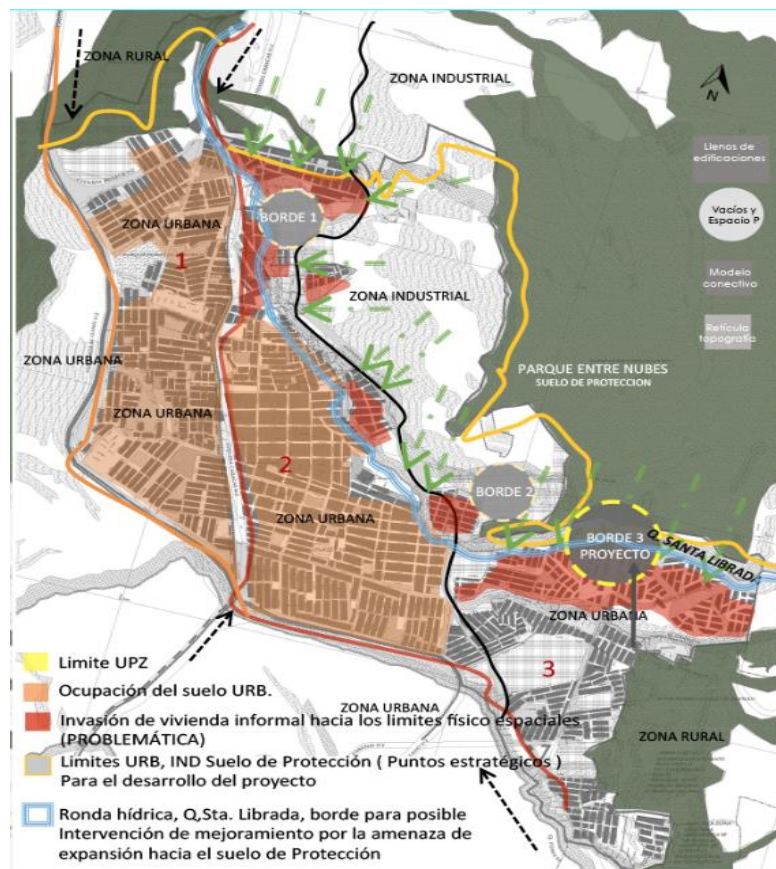 ZONA RURAL
ZONA INDUSTRIAL
N
Llenos de
edificaciones
ZONA URBANA
BORDE 1
Vacíos y
Espacio P
1
Modelo
conectivo
ZONA INDUSTRIAL
Retícula
topografía
ZONA URBANA
PARQUE ENTRE NUBES
SUELO DE PROTECCION
ZONA URBANA
2
BORDE 2
ZONA URBANA
BORDE 3
PROYECTO
Q. SANTA LIBRADA
ZONA URBANA
3
Limite UPZ
Ocupación del suelo URB.
ZONA URBANA
Invasión de vivienda informal hacia los limites físico espaciales
(PROBLEMÁTICA)
ZONA RURAL
Limites URB, IND Suelo de Protección ( Puntos estratégicos )
Para el desarrollo del proyecto
Ronda hídrica, Q,Sta. Librada, borde para posible
Intervención de mejoramiento por la amenaza de
expansión hacia el suelo de Protección